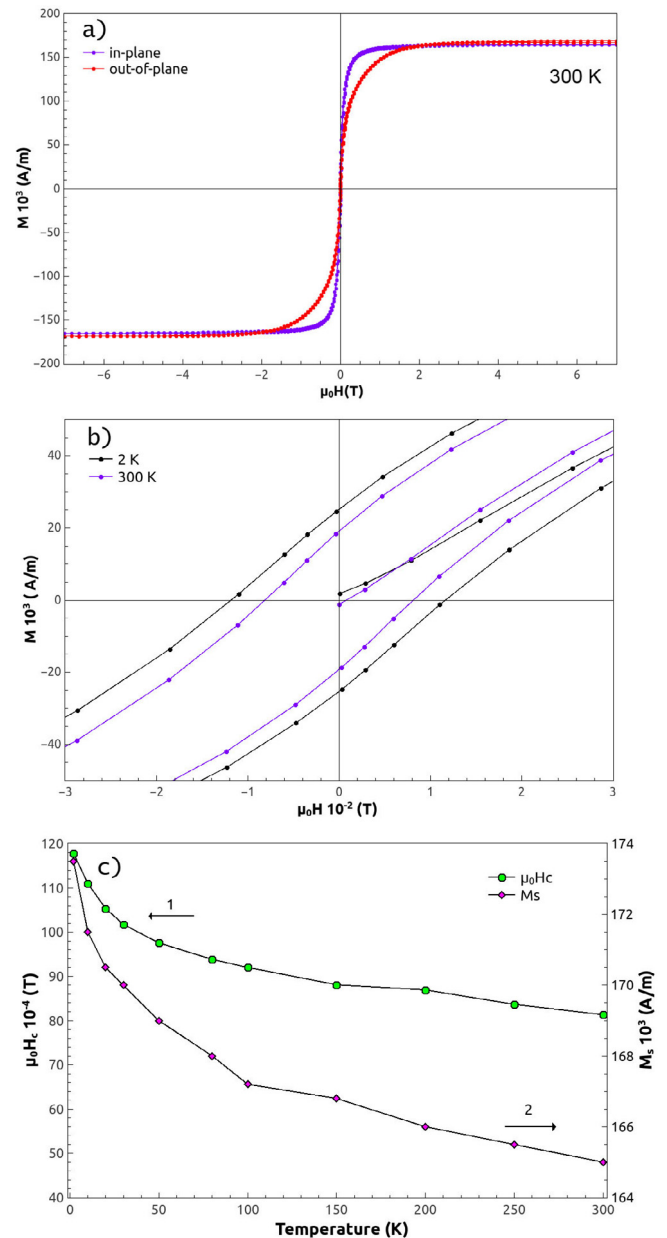 a)
in-plane
out-of-plane
300 K
200
150
100
50
0
−50
−100
−150
−200
M 10³ (A/m)
−6 −4 −2 0 2 4 6
μ₀H(T)
b)
2 K
300 K
40
20
0
−20
−40
M 10³ ( A/m)
−3 −2 −1 0 1 2 3
μ₀H 10⁻² (T)
c)
μ₀Hc
Ms
1
2
120
110
100
90
80
70
60
50
40
μ₀H꜀ 10⁻⁴ (T)
174
172
170
168
166
164
Mₛ 10³ (A/m)
0 50 100 150 200 250 300
Temperature (K)